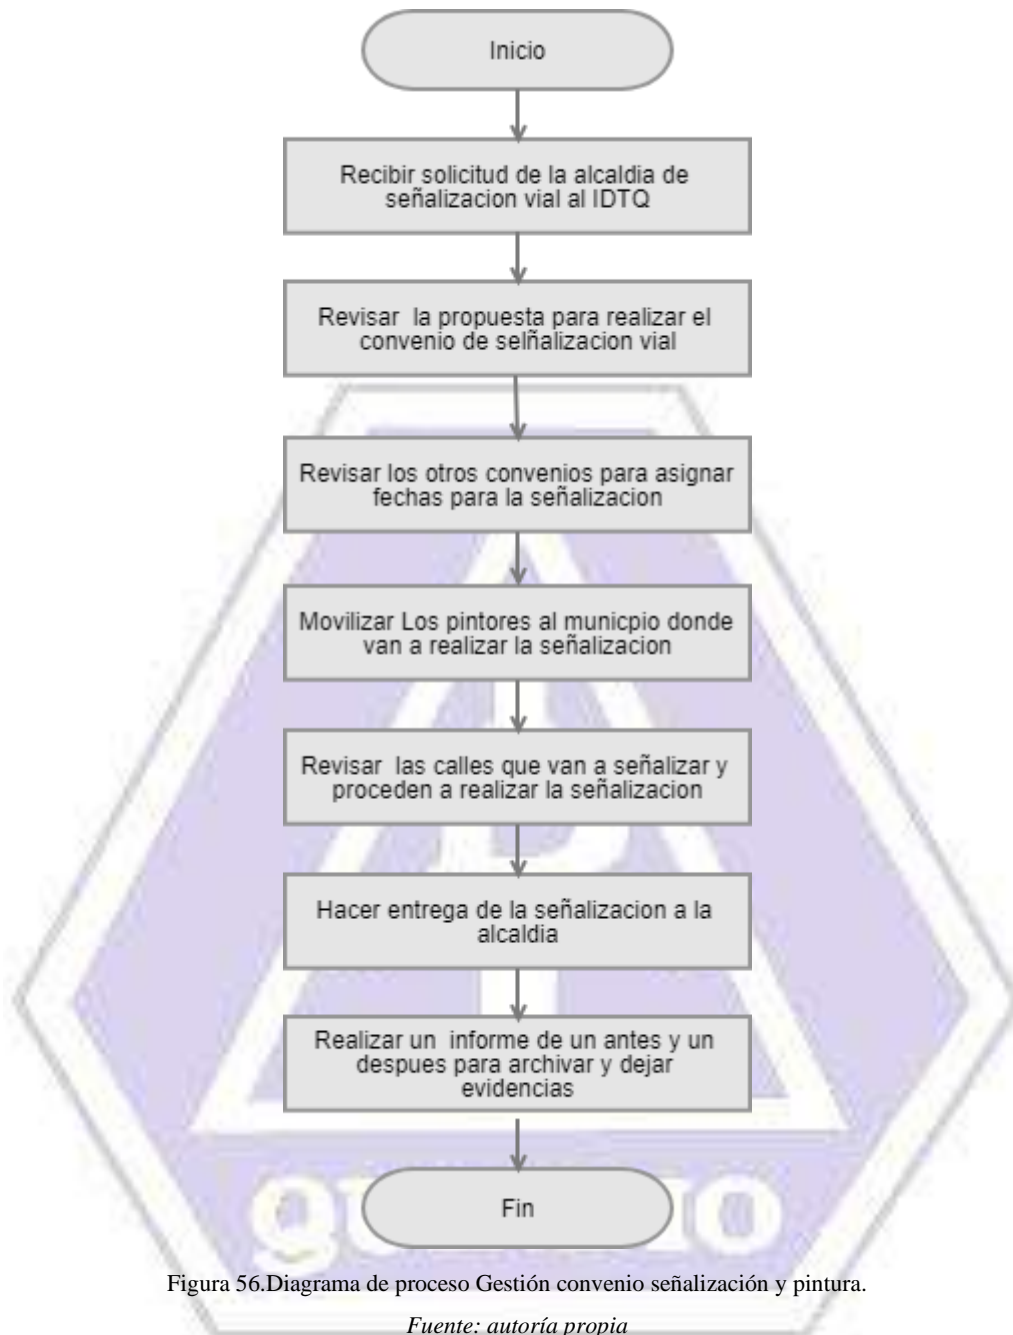 Inicio
Recibir solicitud de la alcaldia de
señalizacion vial al IDTQ
Revisar la propuesta para realizar el
convenio de selñalizacion vial
Revisar los otros convenios para asignar
fechas para la señalizacion
Movilizar Los pintores al municpio donde
van a realizar la señalizacion
Revisar las calles que van a señalizar y
proceden a realizar la señalizacion
Hacer entrega de la señalizacion a la
alcaldia
Realizar un informe de un antes y un
despues para archivar y dejar
evidencias
Fin
Figura 56.Diagrama de proceso Gestión convenio señalización y pintura.
Fuente: autoría propia